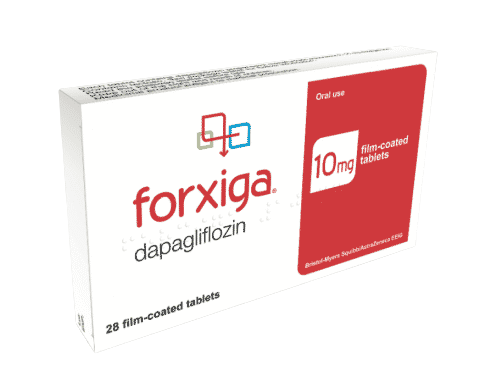 forxiga®
dapagliflozin
28 film-coated tablets
Oral use
10mg
film-coated
tablets
Bristol-Myers Squibb/AstraZeneca EEIG